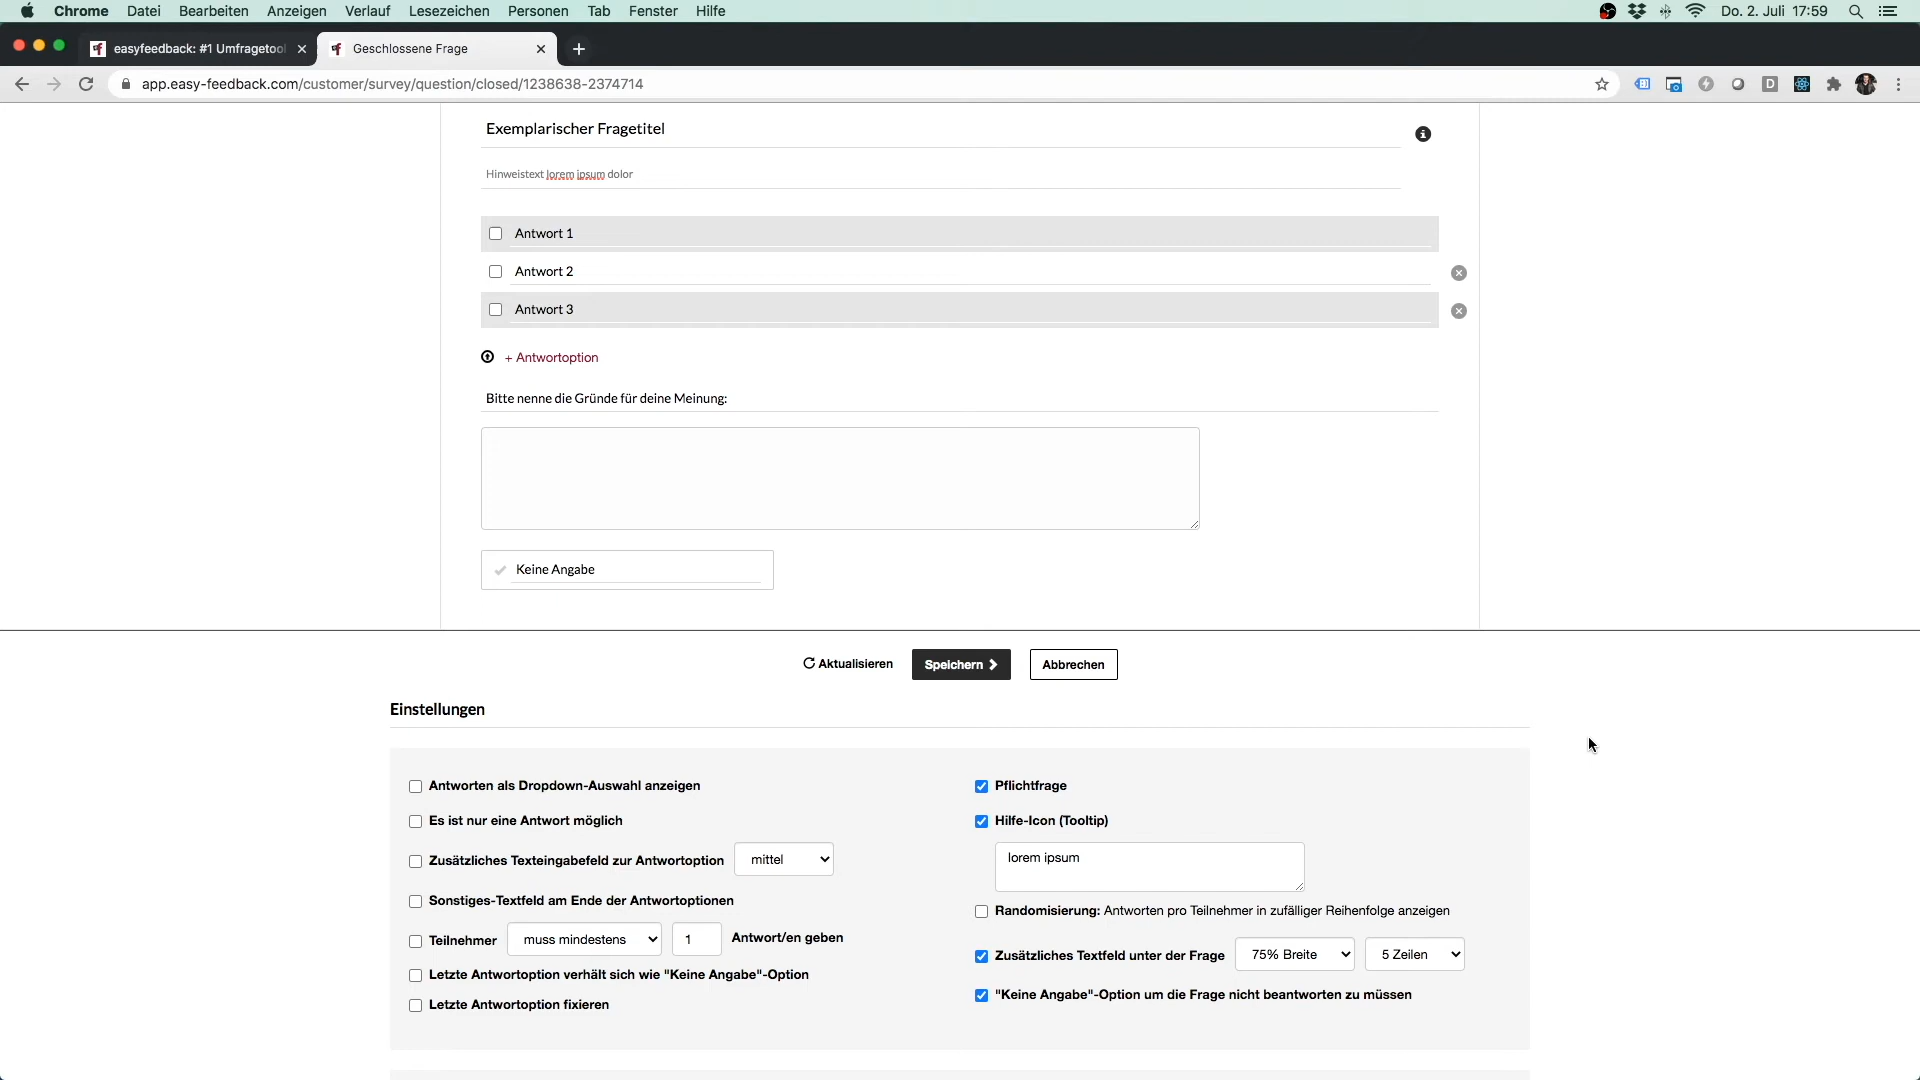 Chrome Datei Bearbeiten Anzeigen Verlauf Lesezeichen Personen Tab Fenster Hilfe Do. 2. Juli 17:59
easyfeedback: #1 Umfragetool Geschlossene Frage
app.easy-feedback.com/customer/survey/question/closed/1238638-2374714
Exemplarischer Fragetitel
Hinweistext lorem ipsum dolor
Antwort 1
Antwort 2
Antwort 3
+ Antwortoption
Bitte nenne die Gründe für deine Meinung:
Keine Angabe
Aktualisieren Speichern Abbrechen
Einstellungen
Antworten als Dropdown-Auswahl anzeigen
Es ist nur eine Antwort möglich
Zusätzliches Texteingabefeld zur Antwortoption mittel
Sonstiges-Textfeld am Ende der Antwortoptionen
Teilnehmer muss mindestens 1 Antwort/en geben
Letzte Antwortoption verhält sich wie "Keine Angabe"-Option
Letzte Antwortoption fixieren
Pflichtfrage
Hilfe-Icon (Tooltip)
lorem ipsum
Randomisierung: Antworten pro Teilnehmer in zufälliger Reihenfolge anzeigen
Zusätzliches Textfeld unter der Frage 75% Breite 5 Zeilen
"Keine Angabe"-Option um die Frage nicht beantworten zu müssen